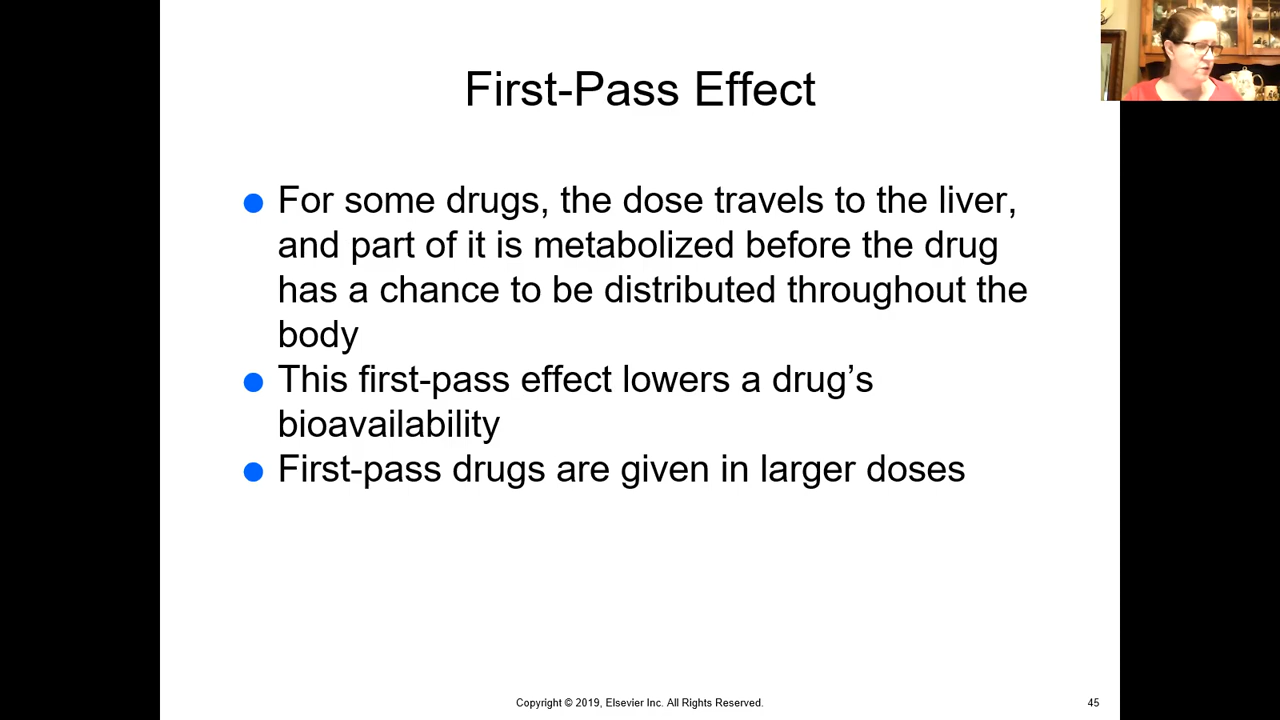 First-Pass Effect
● For some drugs, the dose travels to the liver,
and part of it is metabolized before the drug
has a chance to be distributed throughout the
body
● This first-pass effect lowers a drug’s
bioavailability
● First-pass drugs are given in larger doses
Copyright © 2019, Elsevier Inc. All Rights Reserved.
45